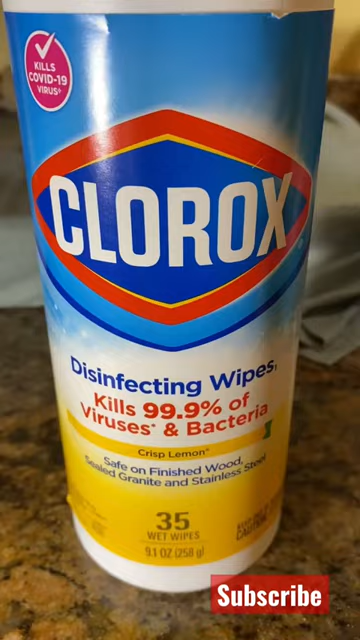 KILLS
COVID-19
VIRUS†
CLOROX
Disinfecting Wipes₁
Kills 99.9% of
Viruses* & Bacteria
Crisp Lemon®
Safe on Finished Wood,
Sealed Granite and Stainless Steel
35
WET WIPES
9.1 OZ (258 g)
Subscribe